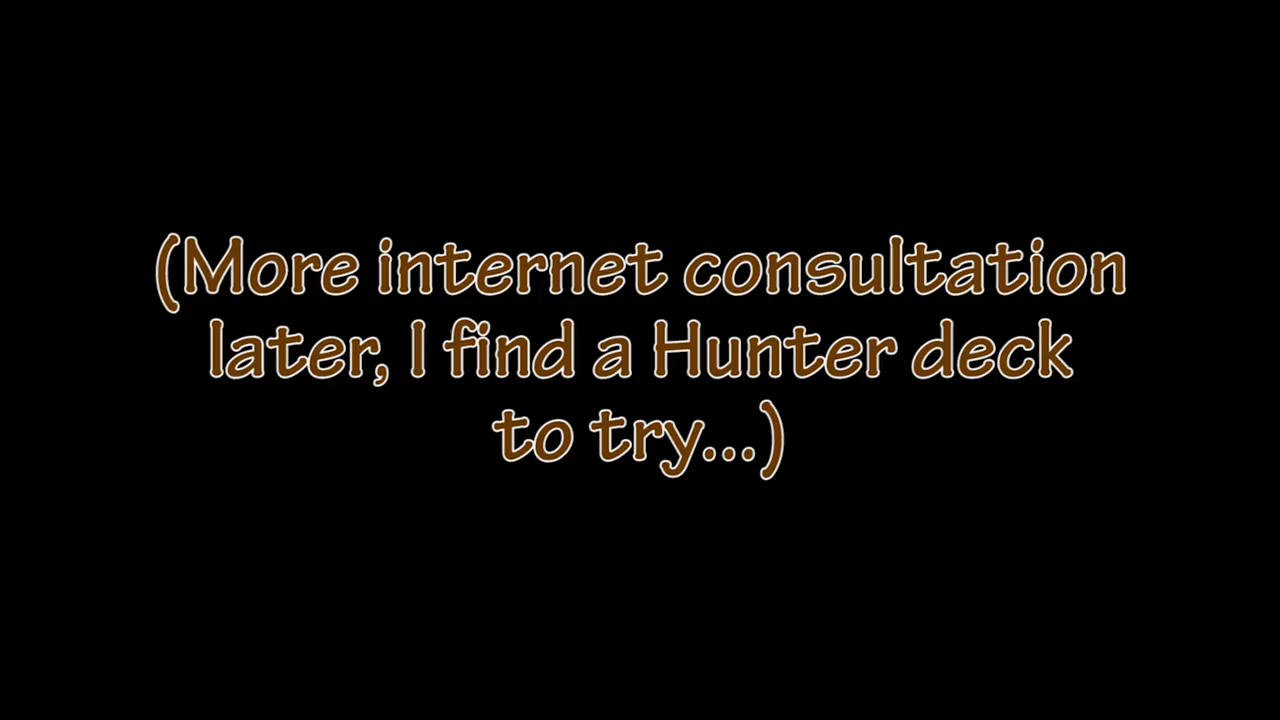 (More internet consultation
later, I find a Hunter deck
to try...)